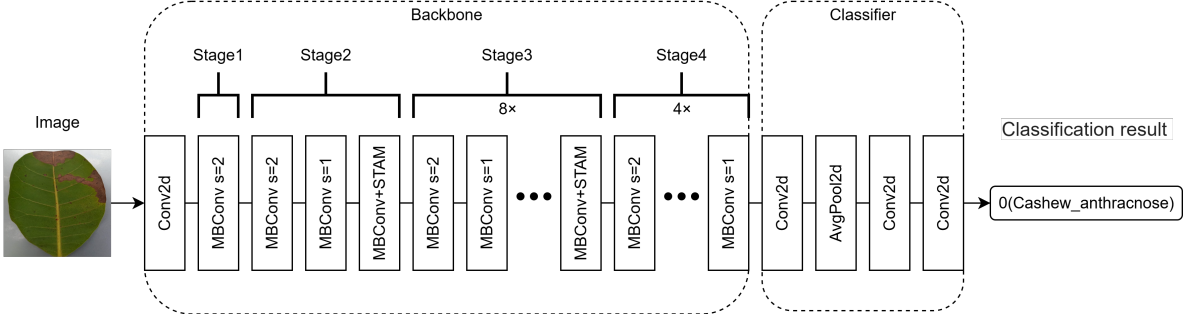 Backbone
Classifier
Stage1
Stage2
Stage3
Stage4
8×
4×
Image
Classification result
Conv2d
MBConv s=2
MBConv s=2
MBConv s=1
MBConv+STAM
MBConv s=2
MBConv s=1
MBConv+STAM
MBConv s=2
MBConv s=1
Conv2d
AvgPool2d
Conv2d
Conv2d
0(Cashew_anthracnose)